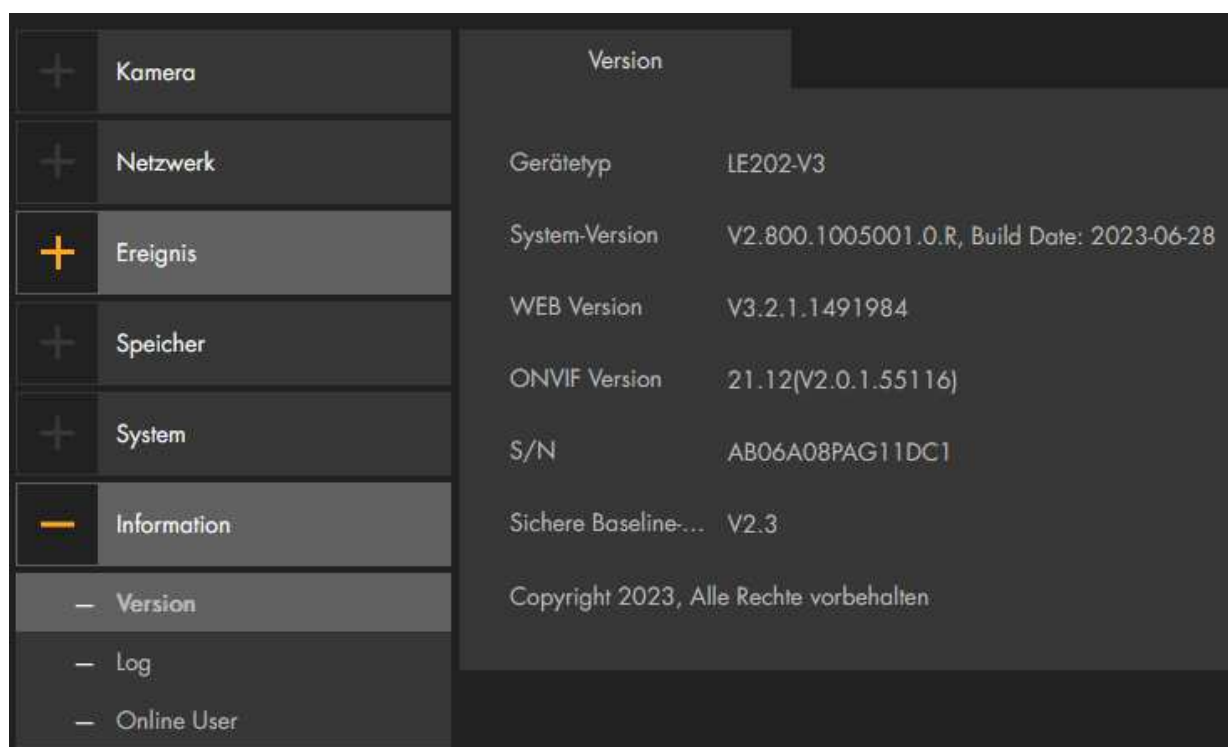 Kamera
Netzwerk
Ereignis
Speicher
System
Information
Version
Log
Online User
Version
Gerätetyp LE202-V3
System-Version V2.800.1005001.0.R, Build Date: 2023-06-28
WEB Version V3.2.1.1491984
ONVIF Version 21.12(V2.0.1.55116)
S/N AB06A08PAG11DC1
Sichere Baseline-... V2.3
Copyright 2023, Alle Rechte vorbehalten